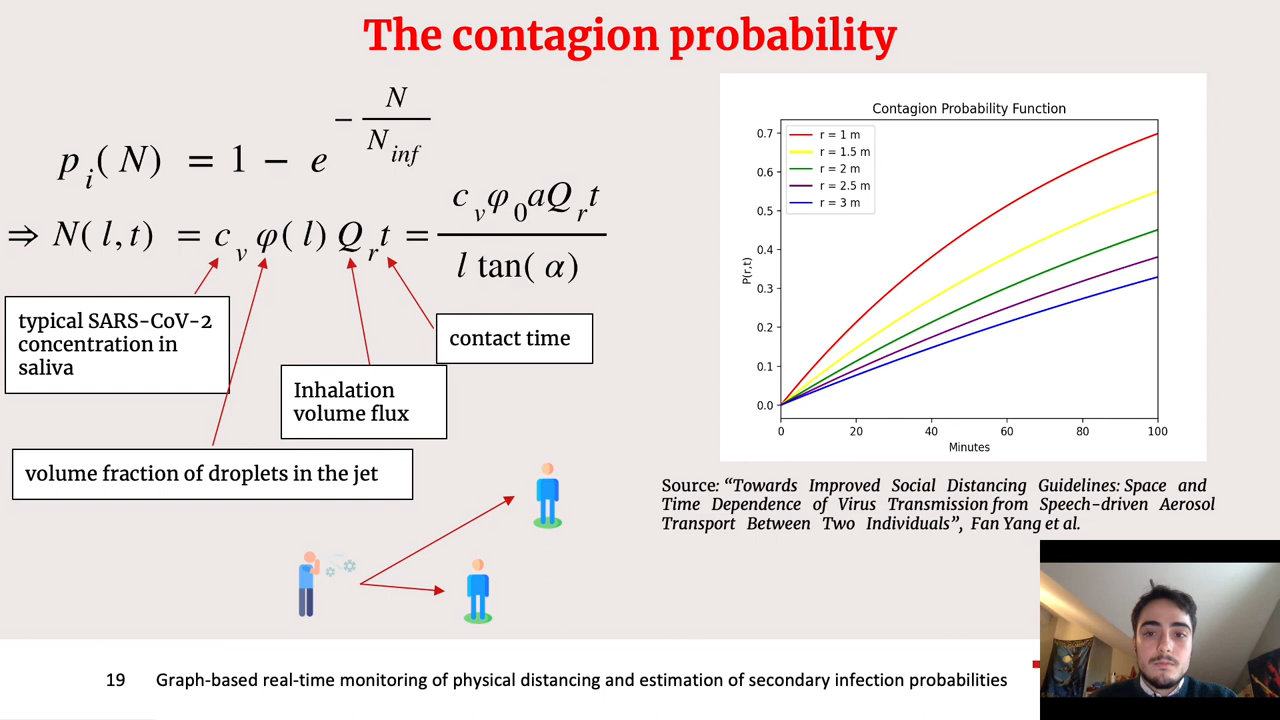 The contagion probability
p_i(N) = 1 − e^{−N/N_inf}
⇒ N(l,t) = c_v φ(l) Q_r t = c_v φ_0 a Q_r t / l tan(α)
typical SARS-CoV-2
concentration in
saliva
contact time
Inhalation
volume flux
volume fraction of droplets in the jet
Contagion Probability Function
r = 1 m
r = 1.5 m
r = 2 m
r = 2.5 m
r = 3 m
0.7
0.6
0.5
0.4
0.3
0.2
0.1
0.0
P(r,t)
0 20 40 60 80 100
Minutes
Source: “Towards Improved Social Distancing Guidelines: Space and
Time Dependence of Virus Transmission from Speech-driven Aerosol
Transport Between Two Individuals”, Fan Yang et al.
19 Graph-based real-time monitoring of physical distancing and estimation of secondary infection probabilities